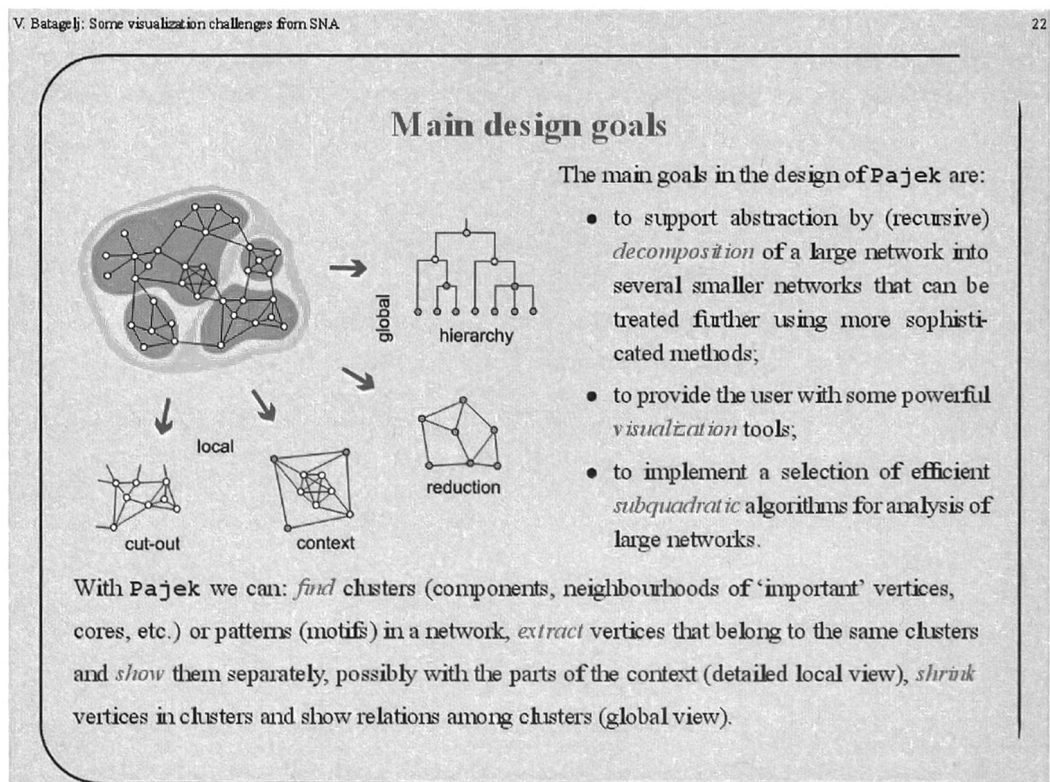 V. Batagelj: Some visualization challenges from SNA
22
Main design goals
The main goals in the design of Pajek are:
• to support abstraction by (recursive)
decomposition of a large network into
several smaller networks that can be
treated further using more sophisti-
cated methods;
• to provide the user with some powerful
visualization tools;
• to implement a selection of efficient
subquadratic algorithms for analysis of
large networks.
global
hierarchy
local
reduction
cut-out
context
With Pajek we can: find clusters (components, neighbourhoods of ‘important’ vertices,
cores, etc.) or patterns (motifs) in a network, extract vertices that belong to the same clusters
and show them separately, possibly with the parts of the context (detailed local view), shrink
vertices in clusters and show relations among clusters (global view).